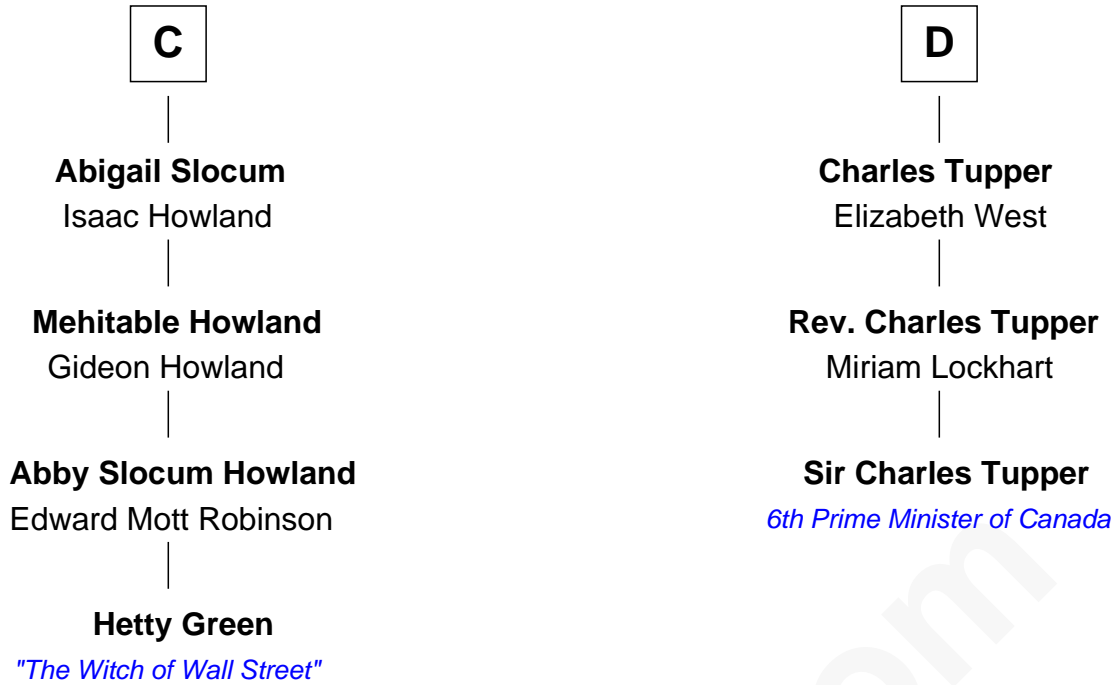 C
Abigail Slocum
Isaac Howland
Mehitable Howland
Gideon Howland
Abby Slocum Howland
Edward Mott Robinson
Hetty Green
"The Witch of Wall Street"
D
Charles Tupper
Elizabeth West
Rev. Charles Tupper
Miriam Lockhart
Sir Charles Tupper
6th Prime Minister of Canada
om